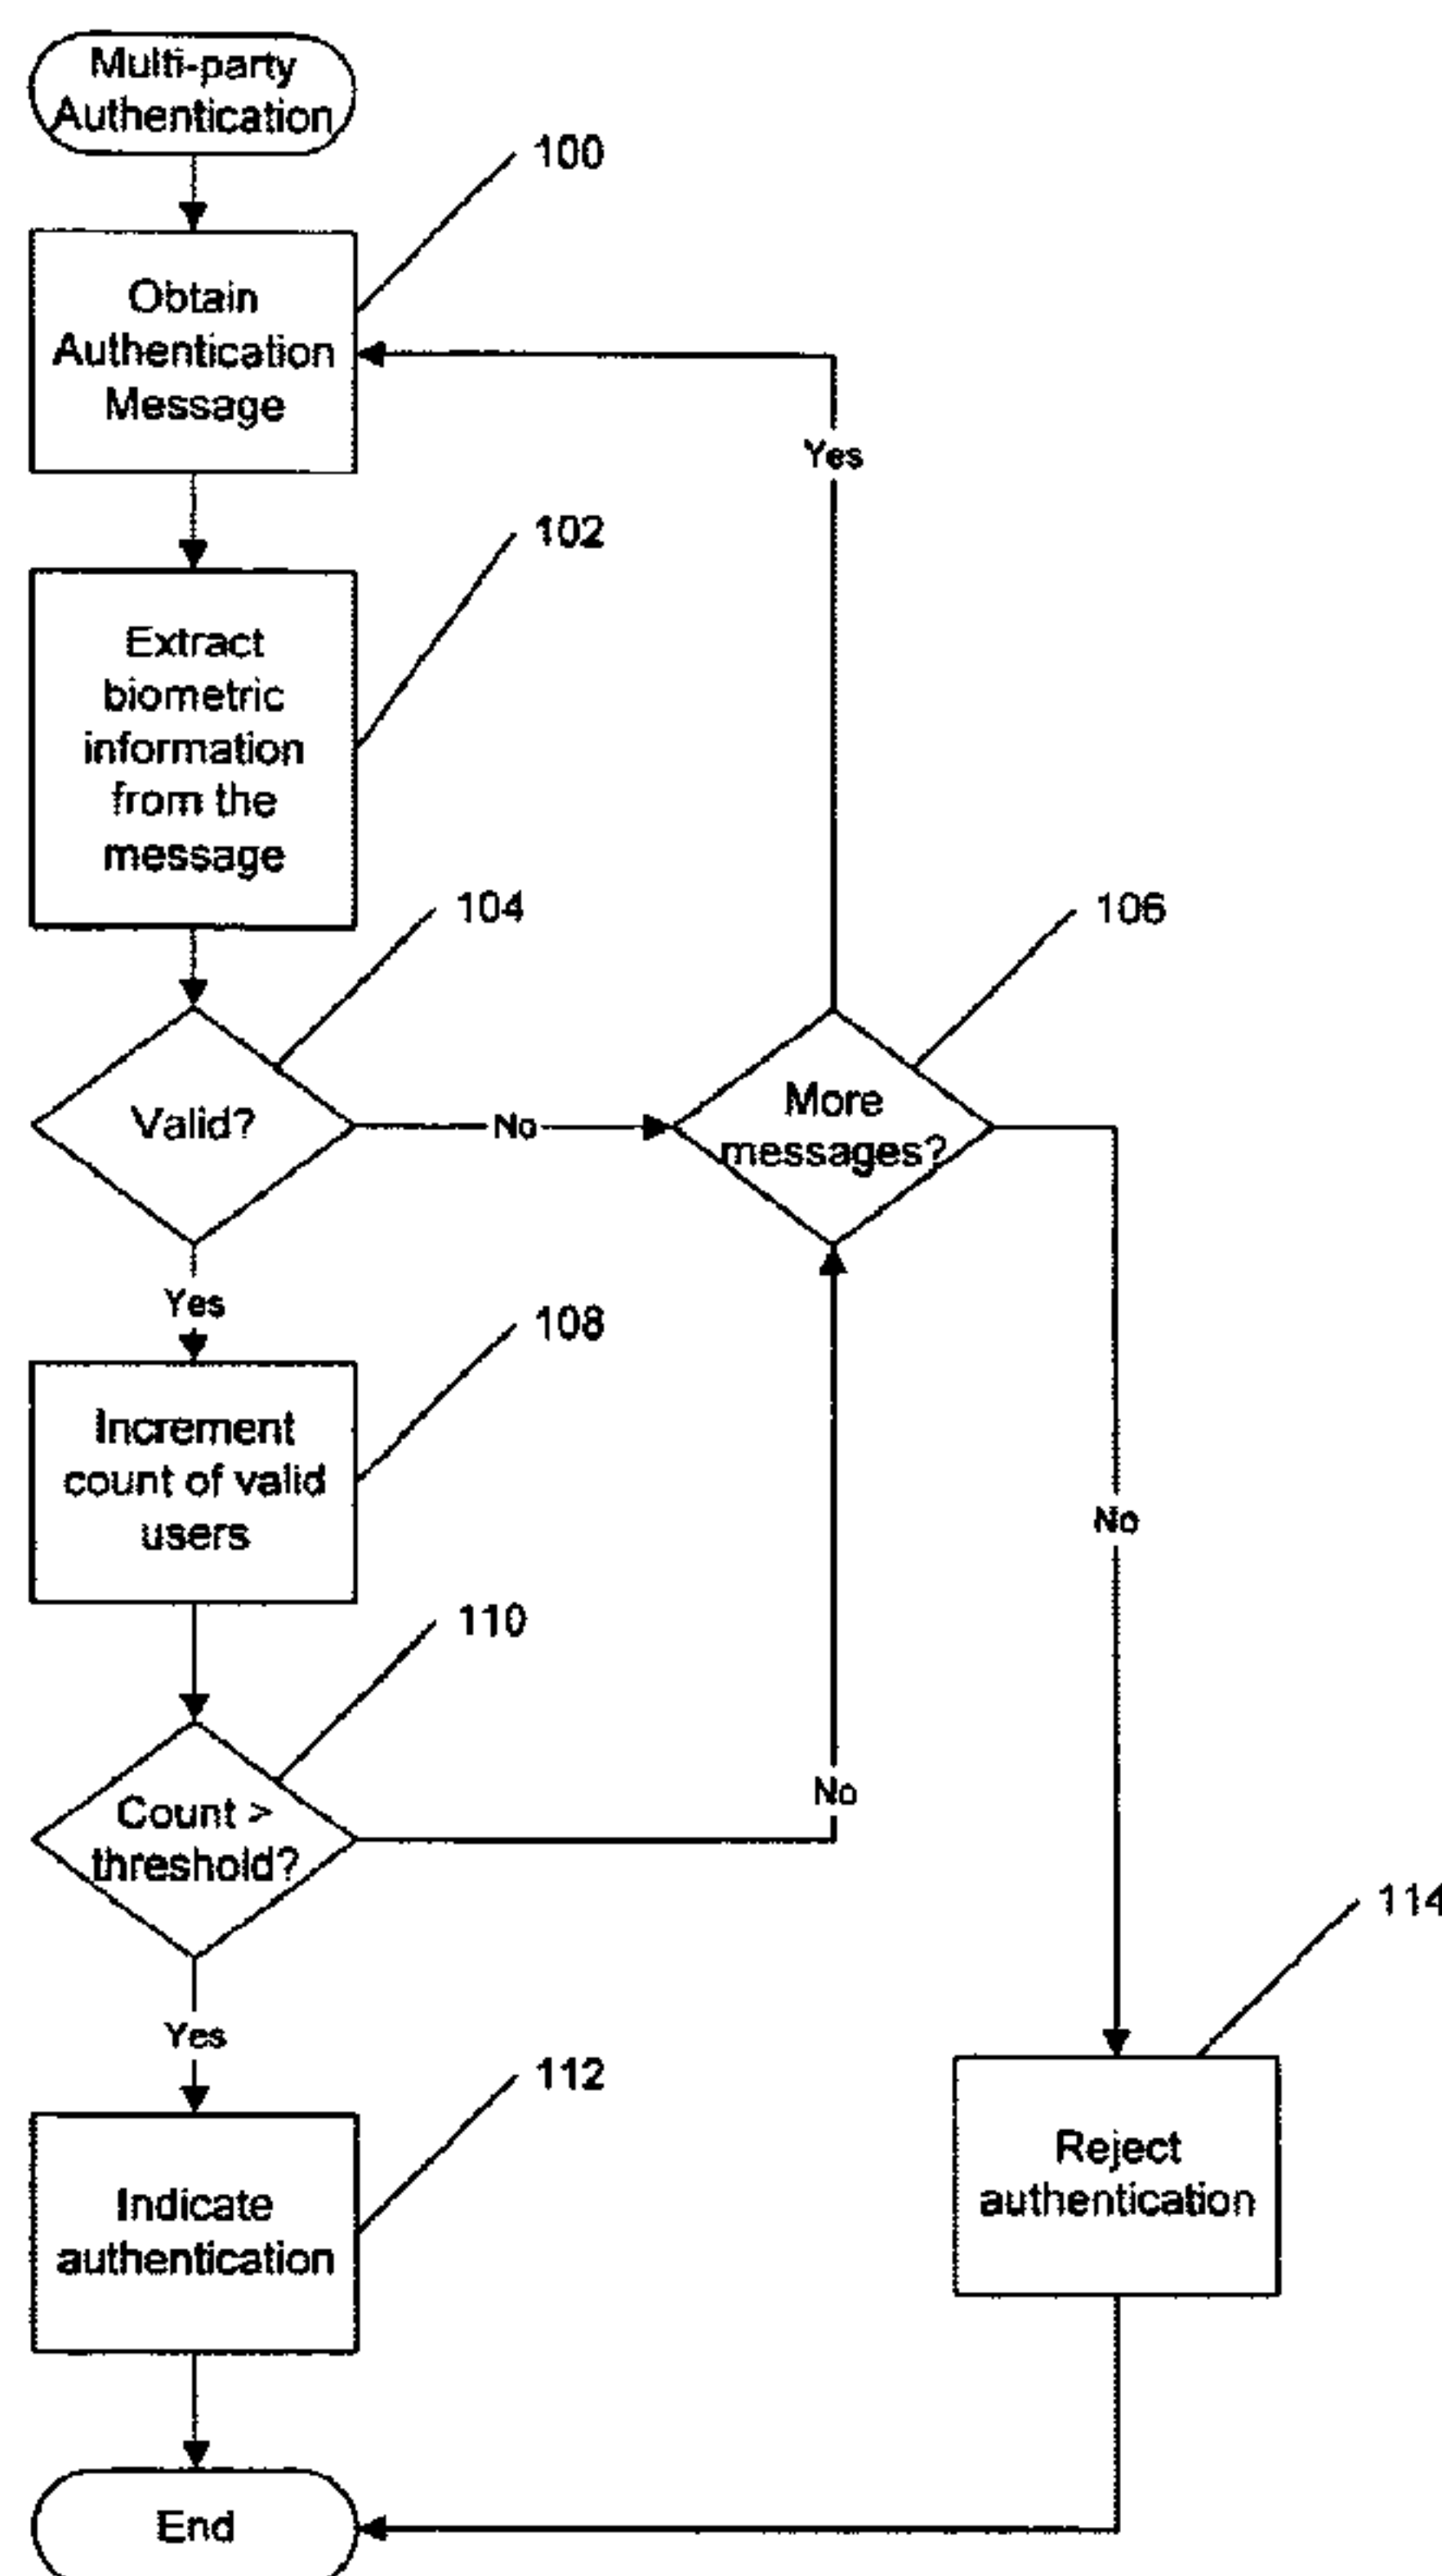 Multi-party
Authentication
100
Obtain
Authentication
Message
Yes
102
Extract
biometric
information
from the
message
104
106
Valid?
No
More
messages?
Yes
108
Increment
count of valid
users
No
110
Count >
threshold?
No
114
Yes
112
Indicate
authentication
Reject
authentication
End